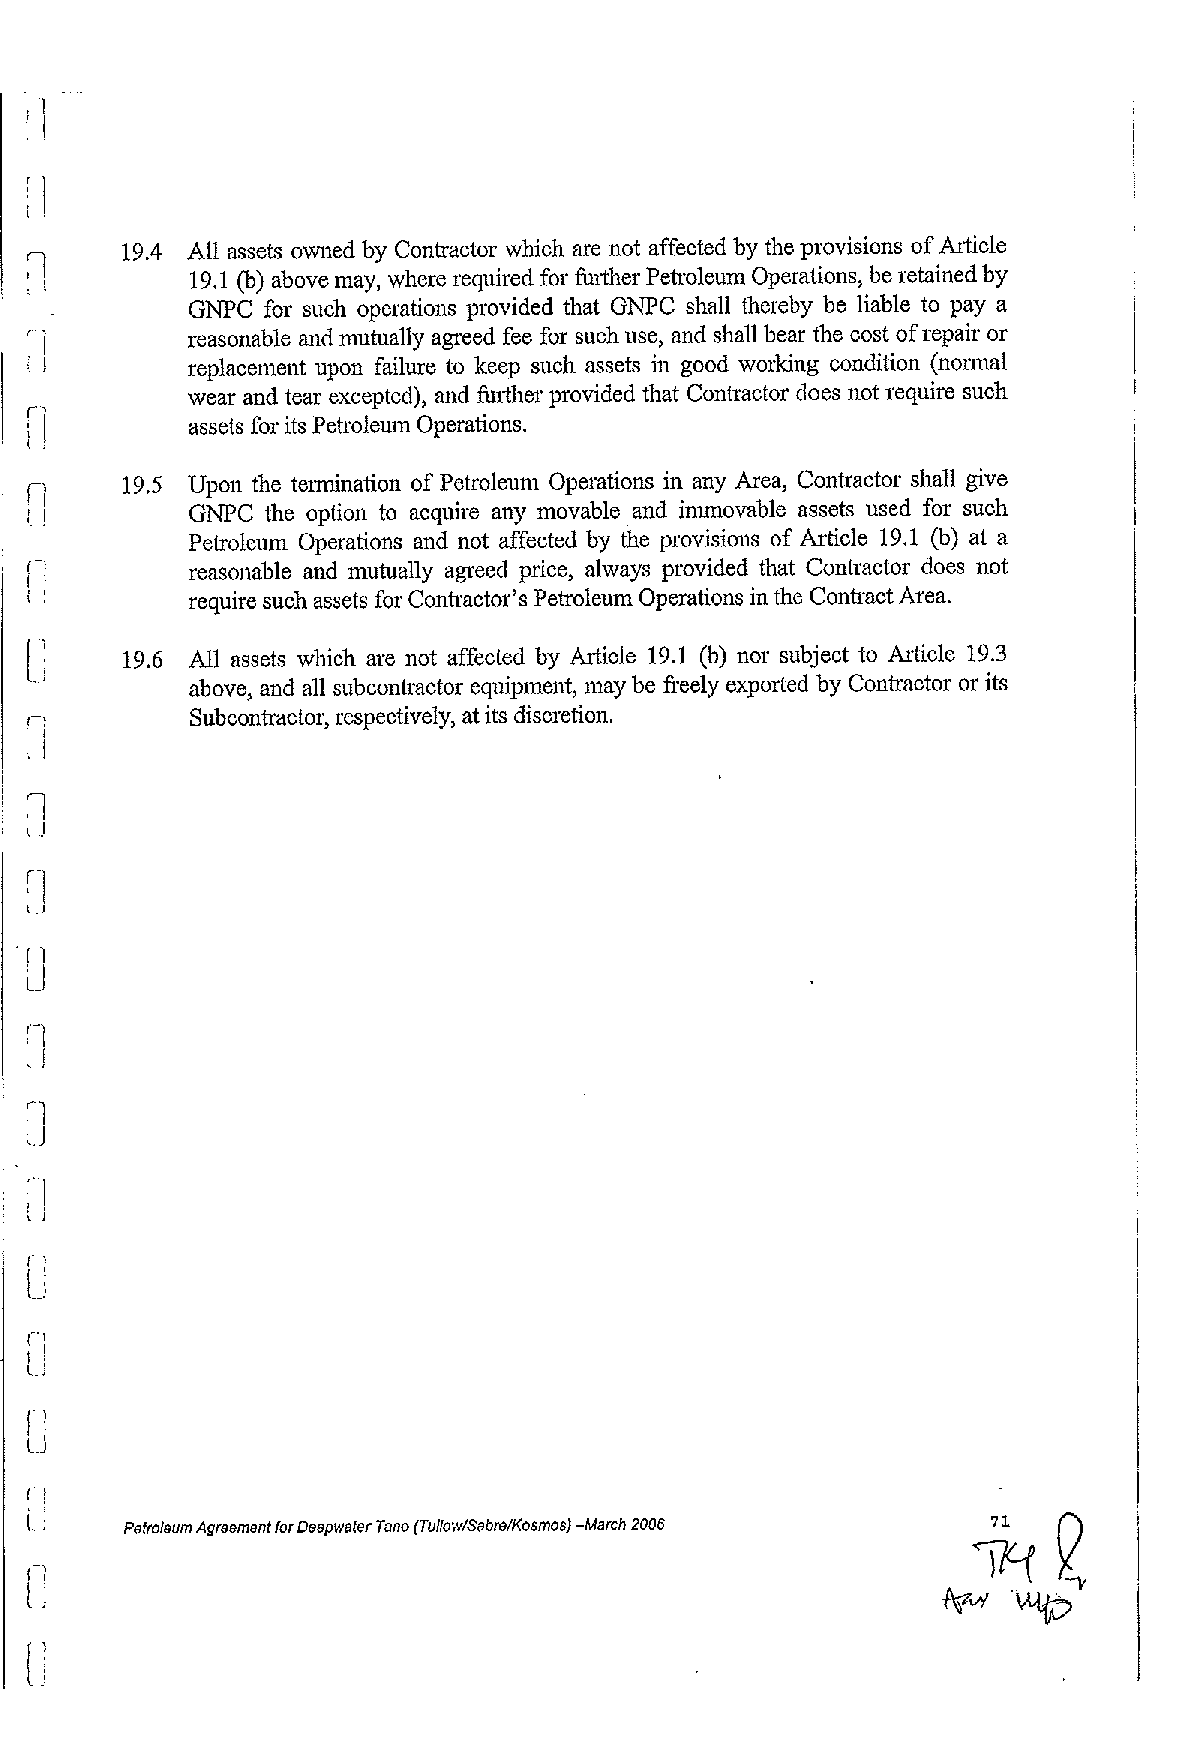 19.4 All assets owned by Contractor which are not affected by the provisions of Article
19.1 (b) above may, where required for further Petroleum Operations, be retained by
GNPC for such operations provided that GNPC shall thereby be liable to pay a
reasonable and mutually agreed fee for such use, and shall bear the cost of repair or
replacement upon failure to keep such assets in good working condition (normal
wear and tear excepted), and further provided that Contractor does not require such
assets for its Petroleum Operations.
19.5 Upon the termination of Petroleum Operations in any Area, Contractor shall give
GNPC the option to acquire any movable and immovable assets used for such
Petroleum Operations and not affected by the provisions of Article 19.1 (b) at a
reasonable and mutually agreed price, always provided that Contractor does not
require such assets for Contractor's Petroleum Operations in the Contract Area.
19.6 All assets which are not affected by Article 19.1 (b) nor subject to Article 19.3
above, and all subcontractor equipment, may be freely exported by Contractor or its
Subcontractor, respectively, at its discretion.
Petroleum Agreement for Deepwater Tano (Tullow/Sabre/Kosmos) –March 2006 71